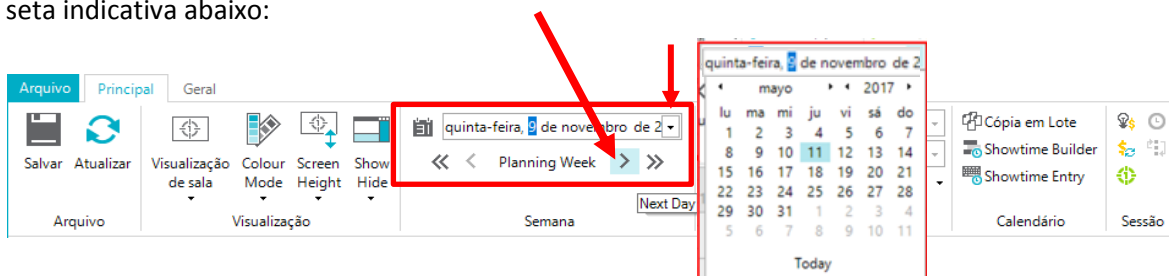 seta indicativa abaixo:
Arquivo Principal Geral
Salvar Atualizar
Arquivo
Visualização de sala
Colour Mode
Screen Height
Show Hide
Visualização
quinta-feira, 9 de novembro de 2
Planning Week
Next Day
Semana
quinta-feira, 9 de novembro de 2
mayo 2017
lu ma mi ju vi sá do
1 2 3 4 5 6 7
8 9 10 11 12 13 14
15 16 17 18 19 20 21
22 23 24 25 26 27 28
29 30 31 1 2 3 4
5 6 7 8 9 10 11
Today
Cópia em Lote
Showtime Builder
Showtime Entry
Calendário
Sessão